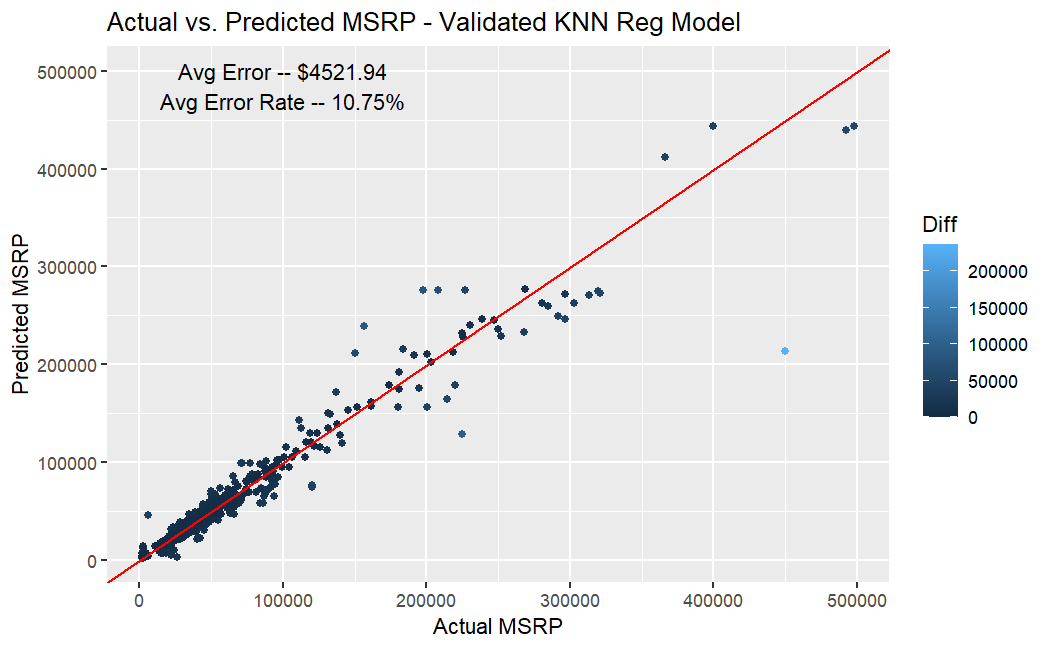 Actual vs. Predicted MSRP - Validated KNN Reg Model
Avg Error -- $4521.94
Avg Error Rate -- 10.75%
Predicted MSRP
500000
400000
300000
200000
100000
0
0
100000
200000
300000
400000
500000
Actual MSRP
Diff
200000
150000
100000
50000
0